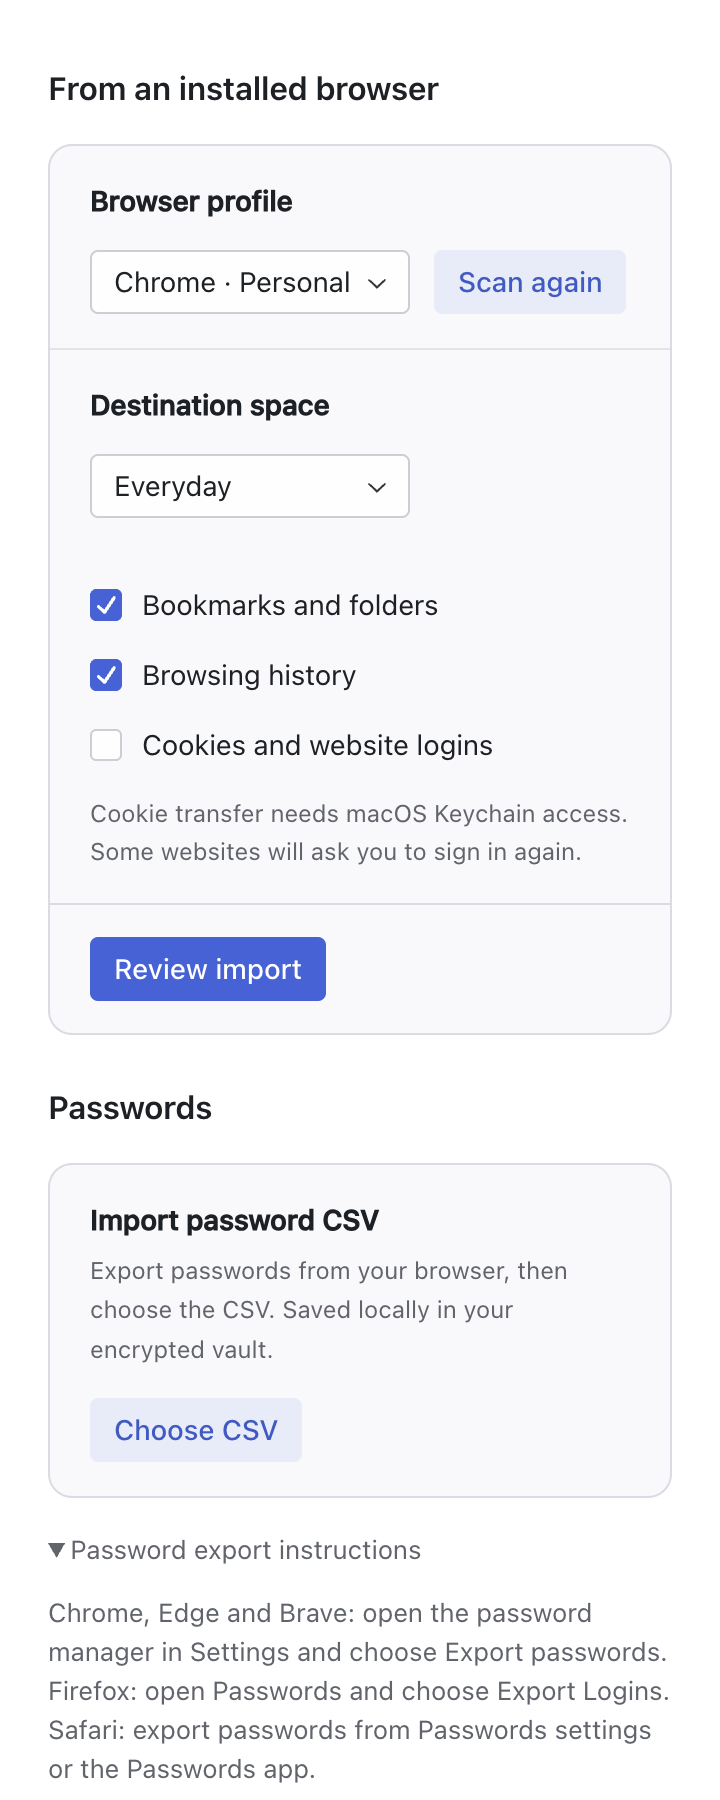 From an installed browser
Browser profile
Chrome · Personal
Scan again
Destination space
Everyday
Bookmarks and folders
Browsing history
Cookies and website logins
Cookie transfer needs macOS Keychain access.
Some websites will ask you to sign in again.
Review import
Passwords
Import password CSV
Export passwords from your browser, then
choose the CSV. Saved locally in your
encrypted vault.
Choose CSV
Password export instructions
Chrome, Edge and Brave: open the password
manager in Settings and choose Export passwords.
Firefox: open Passwords and choose Export Logins.
Safari: export passwords from Passwords settings
or the Passwords app.